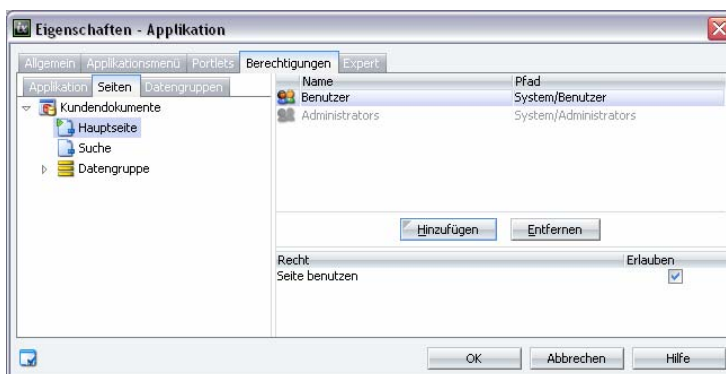 Eigenschaften - Applikation
Allgemein Applikationsmenü Portlets Berechtigungen Expert
Applikation Seiten Datengruppen
Kundendokumente
Hauptseite
Suche
Datengruppe
Name Pfad
Benutzer System/Benutzer
Administrators System/Administrators
Hinzufügen Entfernen
Recht Erlauben
Seite benutzen
OK Abbrechen Hilfe